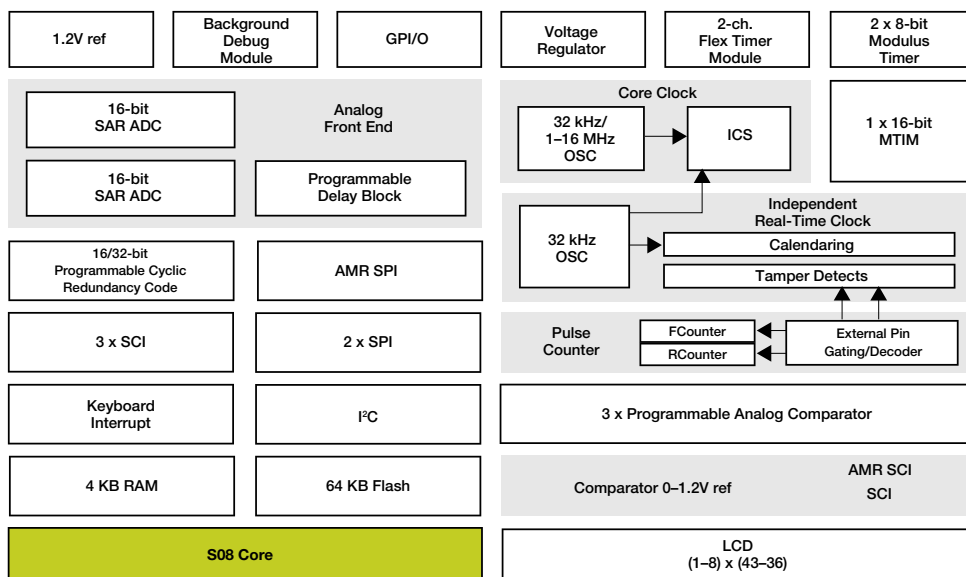 1.2V ref
Background
Debug
Module
GPI/O
Voltage
Regulator
2-ch.
Flex Timer
Module
2 x 8-bit
Modulus
Timer
16-bit
SAR ADC
Analog
Front End
16-bit
SAR ADC
Programmable
Delay Block
Core Clock
32 kHz/
1–16 MHz
OSC
ICS
1 x 16-bit
MTIM
32 kHz
OSC
Independent
Real-Time Clock
Calendaring
Tamper Detects
16/32-bit
Programmable Cyclic
Redundancy Code
AMR SPI
3 x SCI
2 x SPI
Pulse
Counter
FCounter
RCounter
External Pin
Gating/Decoder
Keyboard
Interrupt
I²C
3 x Programmable Analog Comparator
4 KB RAM
64 KB Flash
Comparator 0–1.2V ref
AMR SCI
SCI
S08 Core
LCD
(1–8) x (43–36)